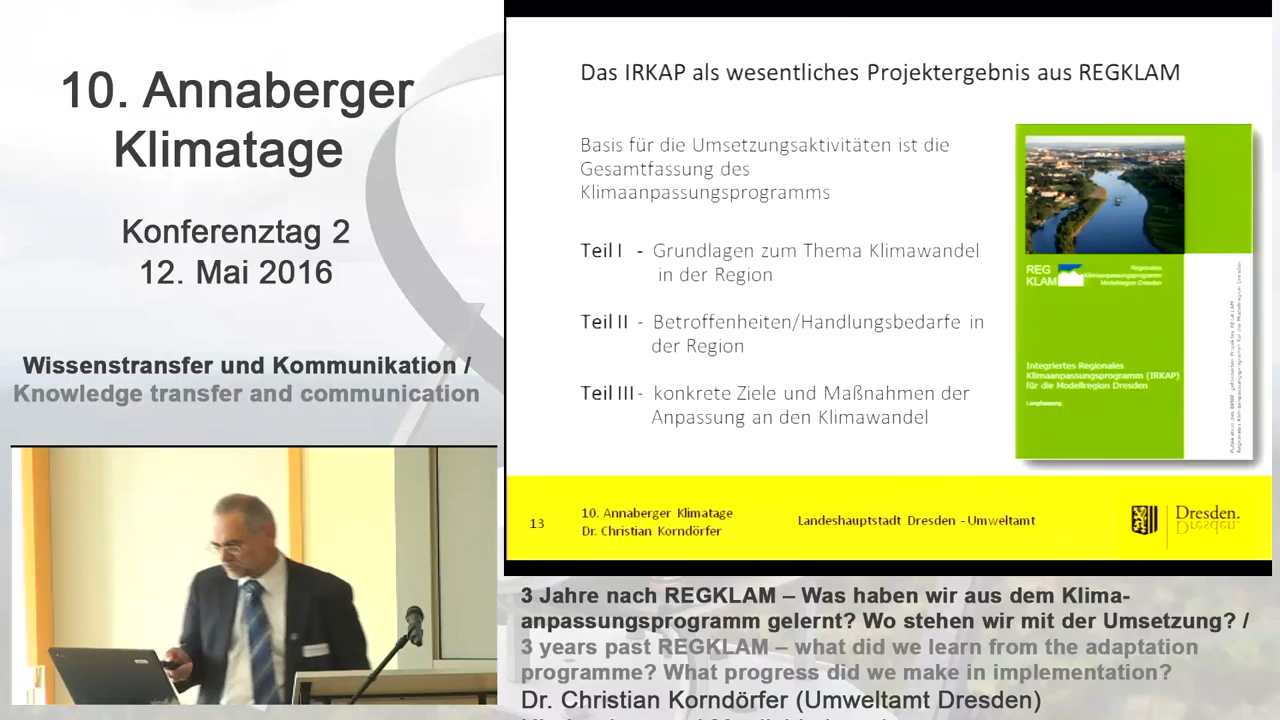 10. Annaberger
Klimatage
Konferenztag 2
12. Mai 2016
Wissenstransfer und Kommunikation /
Knowledge transfer and communication
Das IRKAP als wesentliches Projektergebnis aus REGKLAM
Basis für die Umsetzungsaktivitäten ist die
Gesamtfassung des
Klimaanpassungsprogramms
Teil I - Grundlagen zum Thema Klimawandel
in der Region
Teil II - Betroffenheiten/Handlungsbedarfe in
der Region
Teil III - konkrete Ziele und Maßnahmen der
Anpassung an den Klimawandel
REG
KLAM
Regionales
Klimaanpassungsprogramm
Modellregion Dresden
Integriertes Regionales
Klimaanpassungsprogramm (IRKAP)
für die Modellregion Dresden
Langfassung
13
10. Annaberger Klimatage
Dr. Christian Korndörfer
Landeshauptstadt Dresden - Umweltamt
Dresden.
Dresden.
3 Jahre nach REGKLAM – Was haben wir aus dem Klima-
anpassungsprogramm gelernt? Wo stehen wir mit der Umsetzung? /
3 years past REGKLAM – what did we learn from the adaptation
programme? What progress did we make in implementation?
Dr. Christian Korndörfer (Umweltamt Dresden)